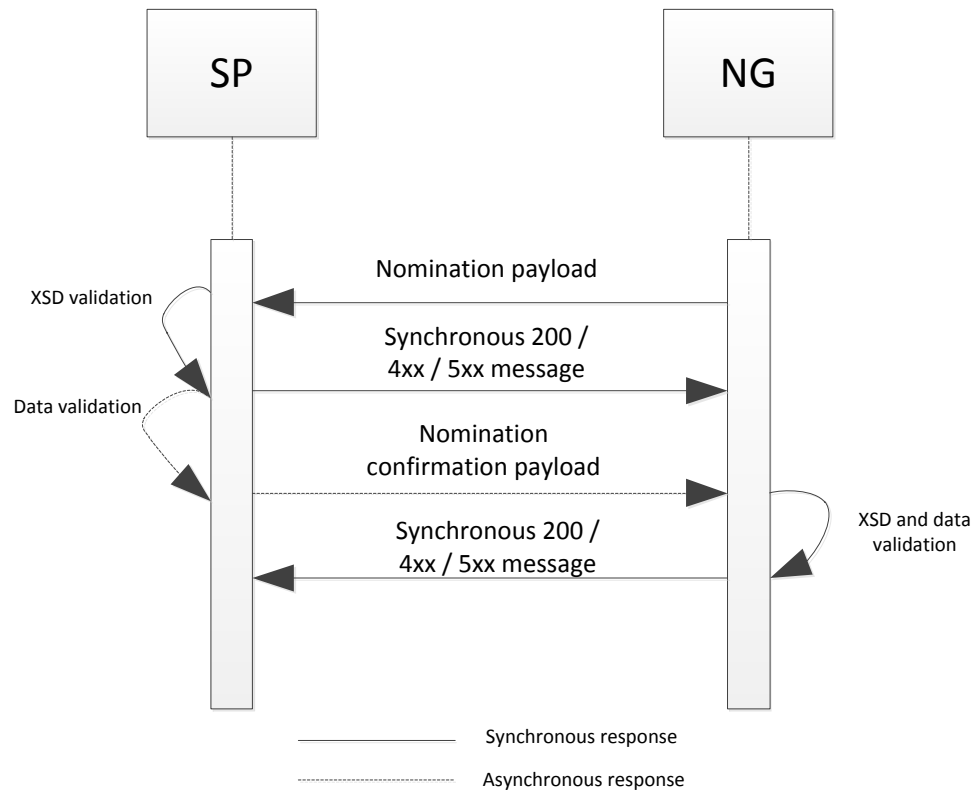 SP
NG
Nomination payload
XSD validation
Synchronous 200 /
4xx / 5xx message
Data validation
Nomination
confirmation payload
XSD and data
validation
Synchronous 200 /
4xx / 5xx message
Synchronous response
Asynchronous response